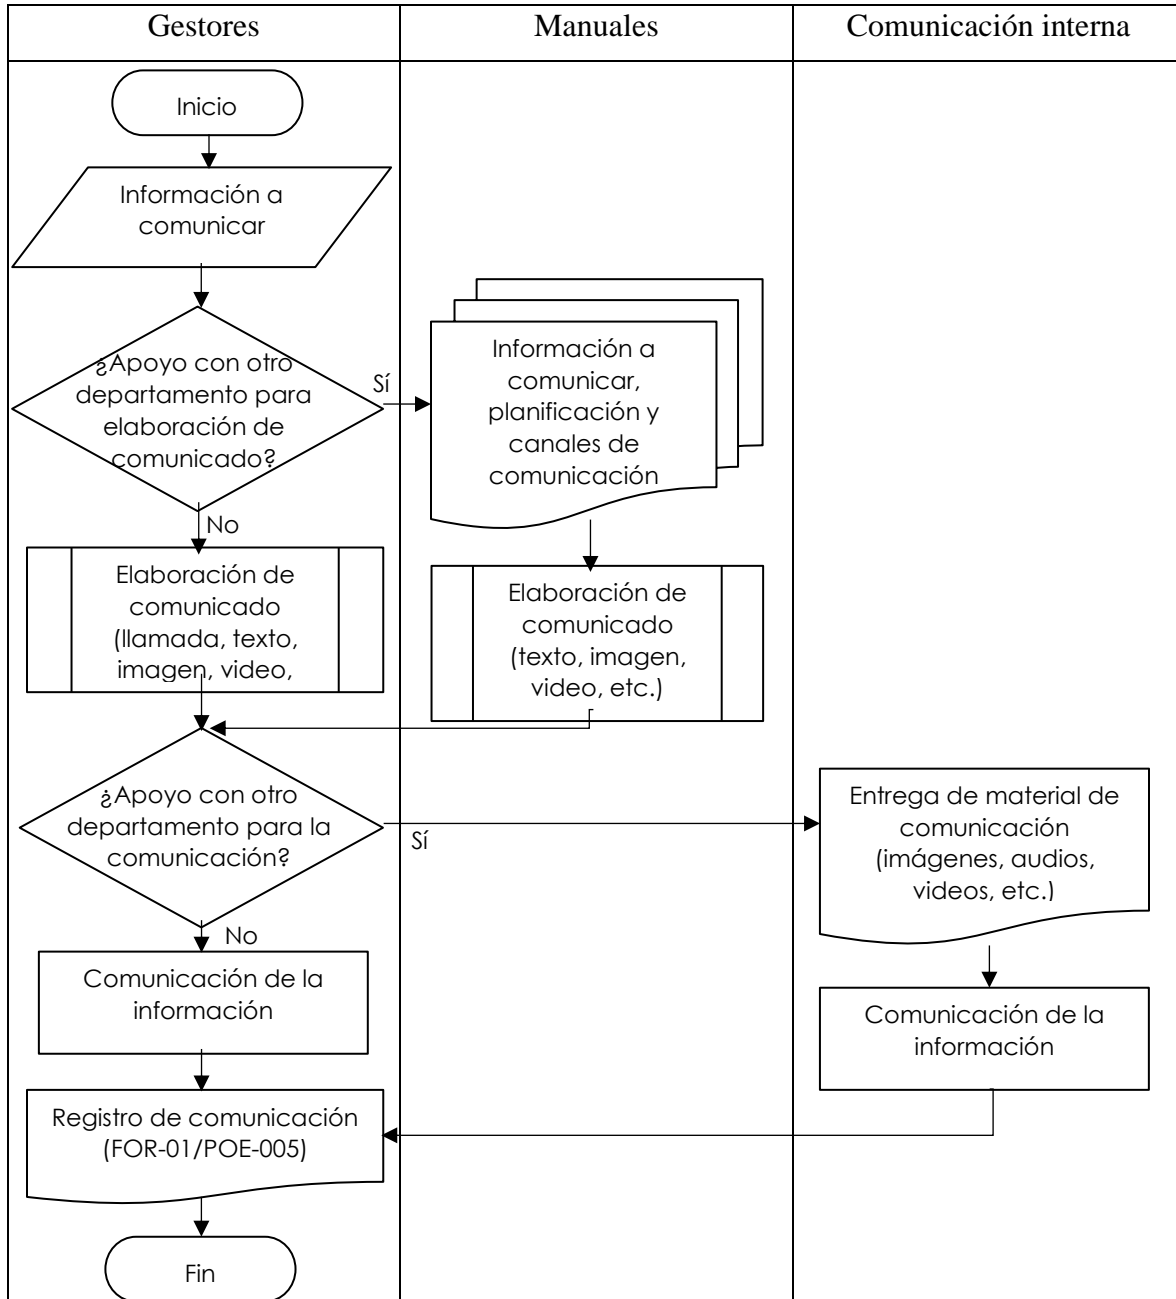 Gestores
Manuales
Comunicación interna
Inicio
Información a
comunicar
¿Apoyo con otro
departamento para
elaboración de
comunicado?
Sí
Información a
comunicar,
planificación y
canales de
comunicación
No
Elaboración de
comunicado
(llamada, texto,
imagen, video,
Elaboración de
comunicado
(texto, imagen,
video, etc.)
¿Apoyo con otro
departamento para la
comunicación?
Sí
Entrega de material de
comunicación
(imágenes, audios,
videos, etc.)
No
Comunicación de la
información
Comunicación de la
información
Registro de comunicación
(FOR-01/POE-005)
Fin